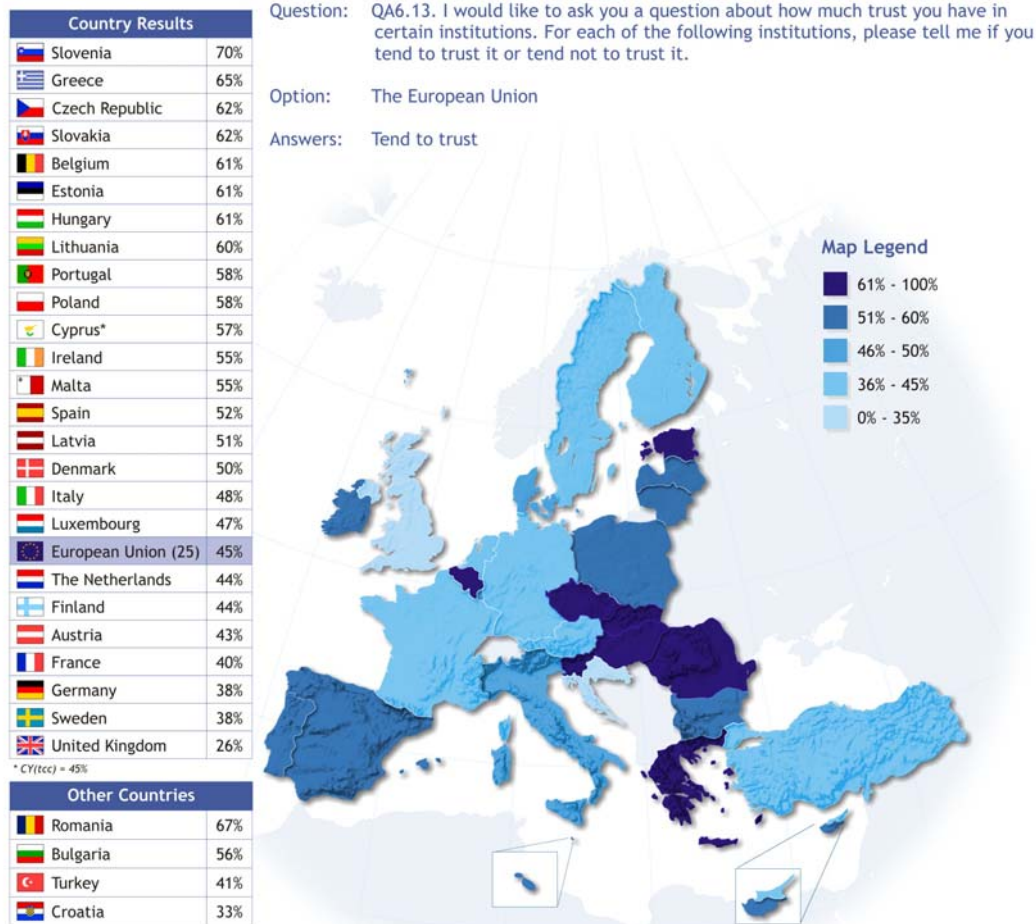 Question: QA6.13. I would like to ask you a question about how much trust you have in
certain institutions. For each of the following institutions, please tell me if you
tend to trust it or tend not to trust it.
Option: The European Union
Answers: Tend to trust
Country Results
Slovenia 70%
Greece 65%
Czech Republic 62%
Slovakia 62%
Belgium 61%
Estonia 61%
Hungary 61%
Lithuania 60%
Portugal 58%
Poland 58%
Cyprus* 57%
Ireland 55%
Malta 55%
Spain 52%
Latvia 51%
Denmark 50%
Italy 48%
Luxembourg 47%
European Union (25) 45%
The Netherlands 44%
Finland 44%
Austria 43%
France 40%
Germany 38%
Sweden 38%
United Kingdom 26%
* CY(tcc) = 45%
Other Countries
Romania 67%
Bulgaria 56%
Turkey 41%
Croatia 33%
Map Legend
61% - 100%
51% - 60%
46% - 50%
36% - 45%
0% - 35%